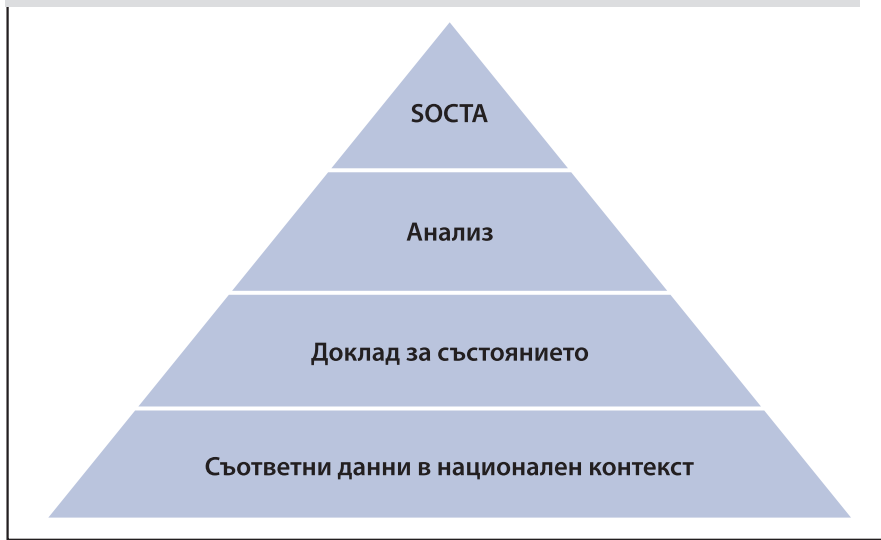 SOCTA
Анализ
Доклад за състоянието
Съответни данни в национален контекст